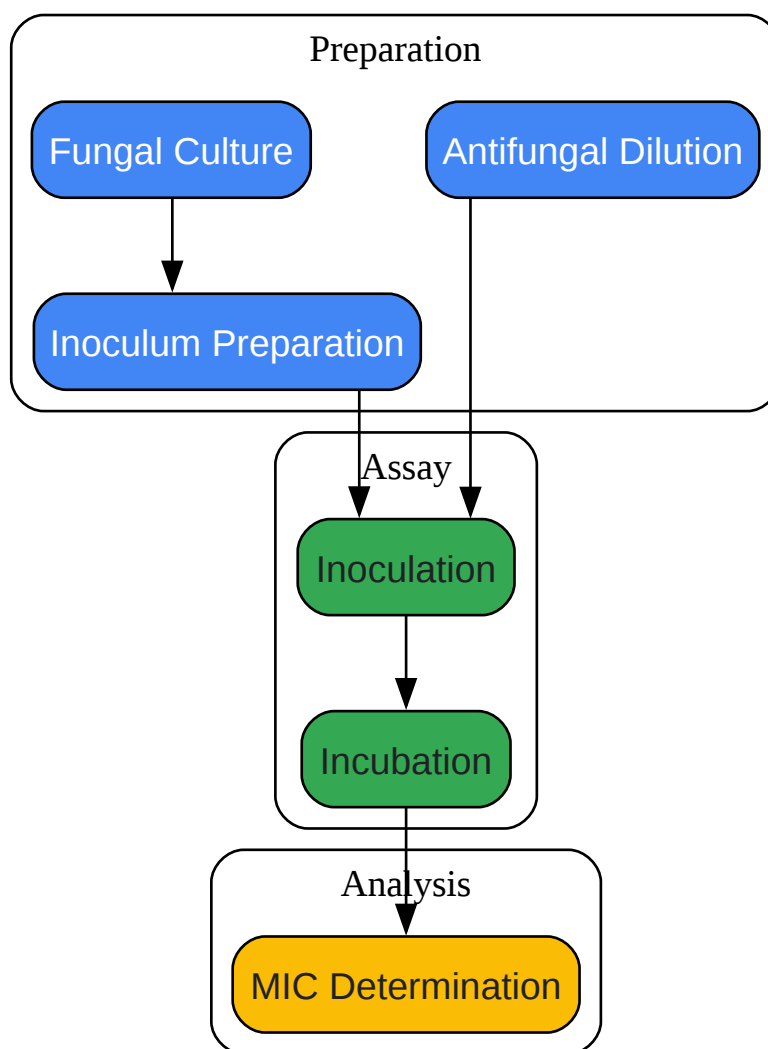 Preparation
Fungal Culture
Antifungal Dilution
Inoculum Preparation
Assay
Inoculation
Incubation
Analysis
MIC Determination